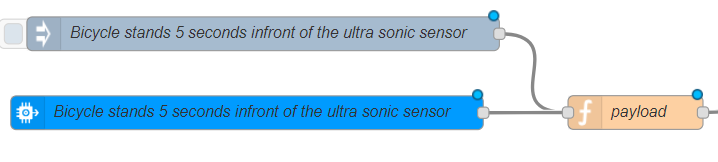 Bicycle stands 5 seconds infront of the ultra sonic sensor
Bicycle stands 5 seconds infront of the ultra sonic sensor
payload